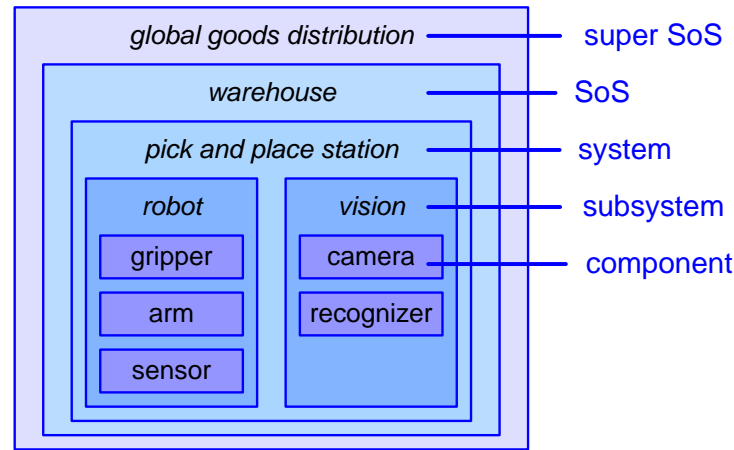 global goods distribution super SoS
warehouse SoS
pick and place station system
robot vision subsystem
gripper camera component
arm recognizer
sensor